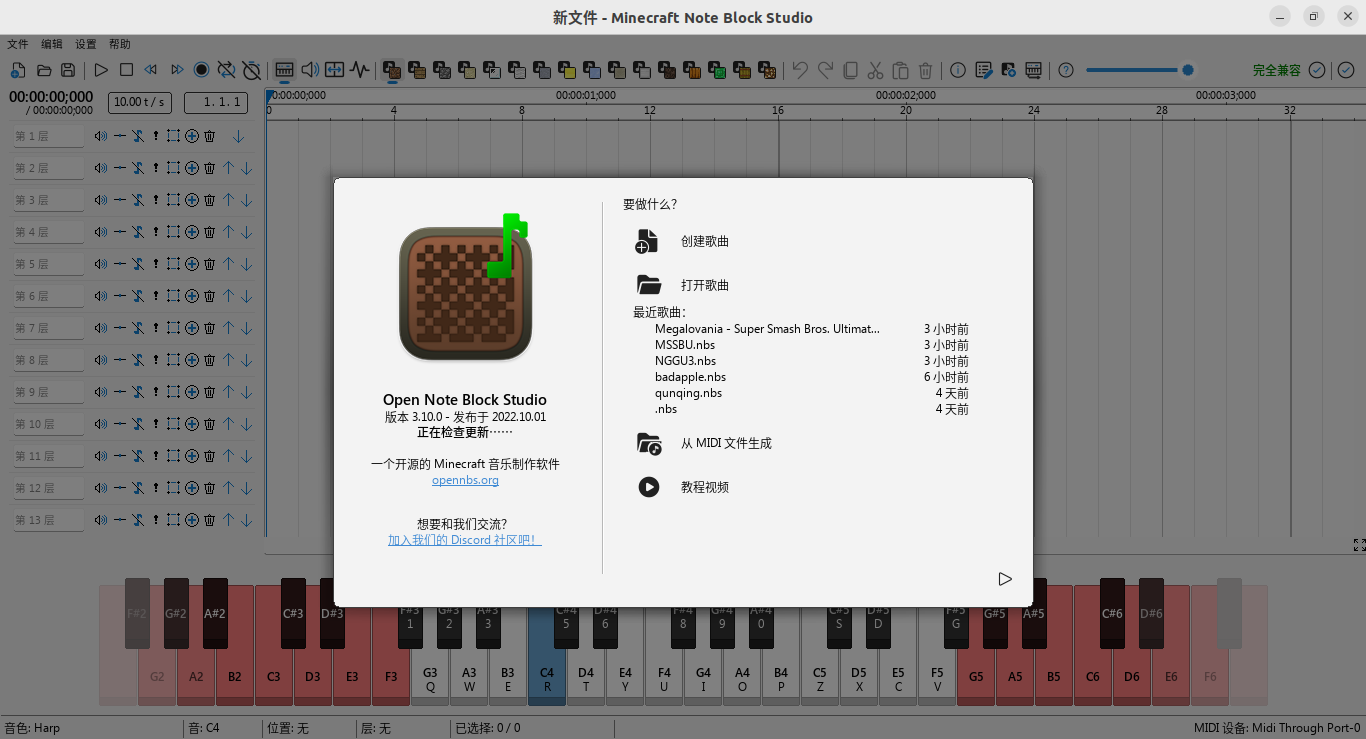 新文件 - Minecraft Note Block Studio
文件 编辑 设置 帮助
完全兼容
00:00:00;000
/ 00:00:00;000
10.00 t / s
1. 1. 1
00:00:00;000 00:00:01;000 00:00:02;000 00:00:03;000
0 4 8 12 16 20 24 28 32
第 1 层
第 2 层
第 3 层
第 4 层
第 5 层
第 6 层
第 7 层
第 8 层
第 9 层
第 10 层
第 11 层
第 12 层
第 13 层
Open Note Block Studio
版本 3.10.0 - 发布于 2022.10.01
正在检查更新……
一个开源的 Minecraft 音乐制作软件
opennbs.org
想要和我们交流？
加入我们的 Discord 社区吧！
要做什么？
创建歌曲
打开歌曲
最近歌曲：
Megalovania - Super Smash Bros. Ultimat... 3 小时前
MSSBU.nbs 3 小时前
NGGU3.nbs 3 小时前
badapple.nbs 6 小时前
qunqing.nbs 4 天前
.nbs 4 天前
从 MIDI 文件生成
教程视频
F#2 G#2 A#2 C#3 D#3 F#3 G#3 A#3 C#4 D#4 F#4 G#4 A#4 C#5 D#5 F#5 G#5 A#5 C#6 D#6
1 2 3 5 6 8 9 0 S D G
G2 A2 B2 C3 D3 E3 F3 G3 A3 B3 C4 D4 E4 F4 G4 A4 B4 C5 D5 E5 F5 G5 A5 B5 C6 D6 E6 F6
Q W E R T Y U I O P Z X C V
音色: Harp 音: C4 位置: 无 层: 无 已选择: 0 / 0 MIDI 设备: Midi Through Port-0